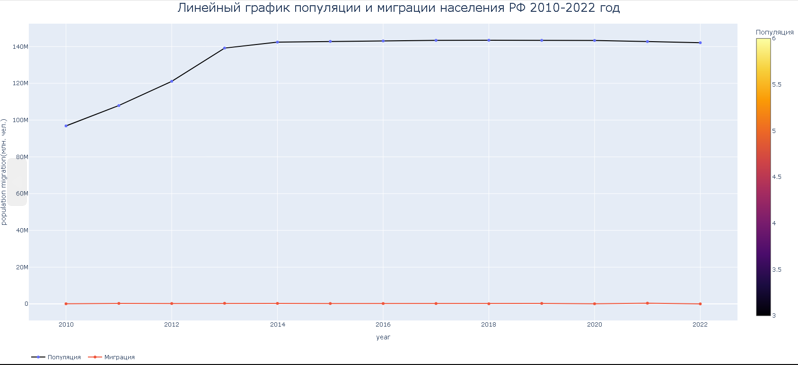 Линейный график популяции и миграции населения РФ 2010-2022 год
Популяция
140M
120M
100M
80M
60M
40M
20M
0
population migration(млн. чел.)
2010 2012 2014 2016 2018 2020 2022
year
6
5.5
5
4.5
4
3.5
3
Популяция Миграция